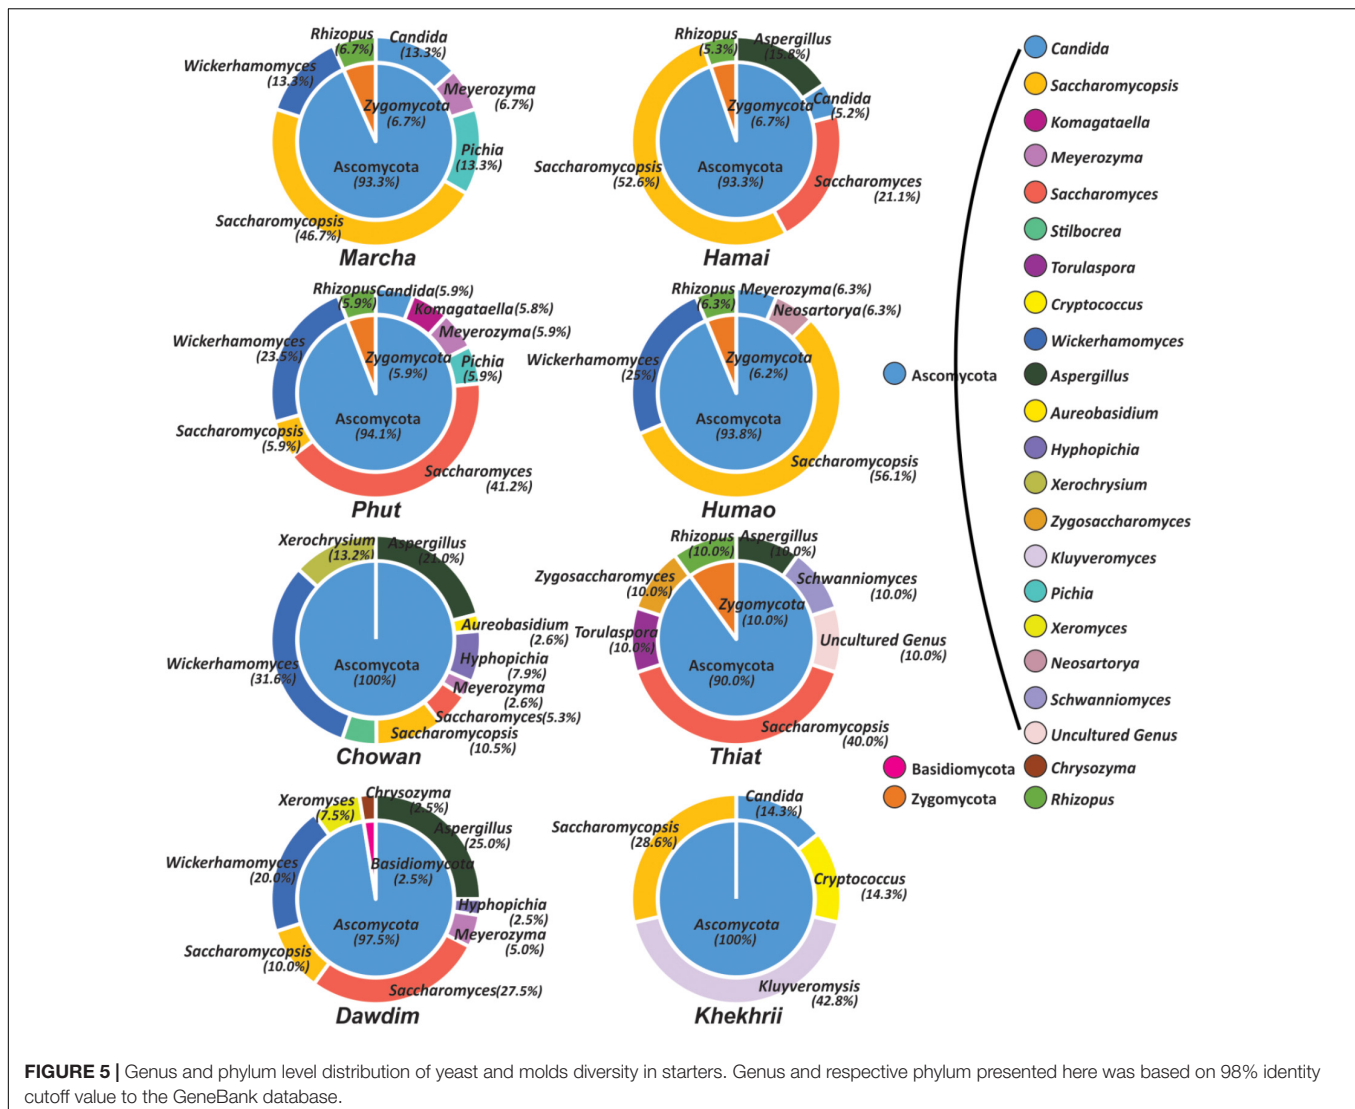 Rhizopus
(6.7%)
Candida
(13.3%)
Wickerhamomyces
(13.3%)
Meyerozyma
(6.7%)
Zygomycota
(6.7%)
Pichia
(13.3%)
Ascomycota
(93.3%)
Saccharomycopsis
(46.7%)
Marcha
Rhizopus
(5.3%)
Aspergillus
(15.8%)
Candida
(5.2%)
Zygomycota
(6.7%)
Saccharomycopsis
(52.6%)
Ascomycota
(93.3%)
Saccharomyces
(21.1%)
Hamai
Rhizopus
(5.9%)
Candida(5.9%)
Komagataella(5.8%)
Meyerozyma(5.9%)
Wickerhamomyces
(23.5%)
Zygomycota
(5.9%)
Pichia
(5.9%)
Ascomycota
(94.1%)
Saccharomycopsis
(5.9%)
Saccharomyces
(41.2%)
Phut
Rhizopus
(6.3%)
Meyerozyma(6.3%)
Neosartorya(6.3%)
Wickerhamomyces
(25%)
Zygomycota
(6.2%)
Ascomycota
(93.8%)
Saccharomycopsis
(56.1%)
Humao
Xerochrysium
(13.2%)
Aspergillus
(21.0%)
Aureobasidium
(2.6%)
Hyphopichia
(7.9%)
Wickerhamomyces
(31.6%)
Ascomycota
(100%)
Meyerozyma
(2.6%)
Saccharomyces(5.3%)
Saccharomycopsis
(10.5%)
Chowan
Rhizopus
(10.0%)
Aspergillus
(10.0%)
Zygosaccharomyces
(10.0%)
Schwanniomyces
(10.0%)
Zygomycota
(10.0%)
Torulaspora
(10.0%)
Uncultured Genus
(10.0%)
Ascomycota
(90.0%)
Saccharomycopsis
(40.0%)
Thiat
Xeromyses
(7.5%)
Chrysozyma
(2.5%)
Aspergillus
(25.0%)
Wickerhamomyces
(20.0%)
Basidiomycota
(2.5%)
Hyphopichia
(2.5%)
Ascomycota
(97.5%)
Meyerozyma
(5.0%)
Saccharomycopsis
(10.0%)
Saccharomyces(27.5%)
Dawdim
Candida
(14.3%)
Saccharomycopsis
(28.6%)
Cryptococcus
(14.3%)
Ascomycota
(100%)
Kluyveromysis
(42.8%)
Khekhrii
Candida
Saccharomycopsis
Komagataella
Meyerozyma
Saccharomyces
Stilbocrea
Torulaspora
Cryptococcus
Wickerhamomyces
Ascomycota
Aspergillus
Aureobasidium
Hyphopichia
Xerochrysium
Zygosaccharomyces
Kluyveromyces
Pichia
Xeromyces
Neosartorya
Schwanniomyces
Uncultured Genus
Basidiomycota
Chrysozyma
Zygomycota
Rhizopus
FIGURE 5 | Genus and phylum level distribution of yeast and molds diversity in starters. Genus and respective phylum presented here was based on 98% identity
cutoff value to the GeneBank database.